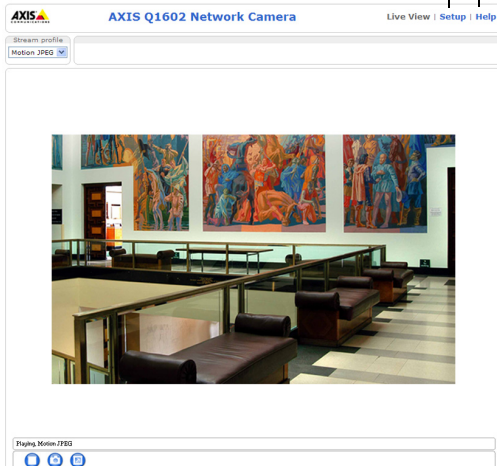 AXIS
COMMUNICATIONS
AXIS Q1602 Network Camera
Live View | Setup | Help
Stream profile
Motion JPEG
Playing, Motion JPEG